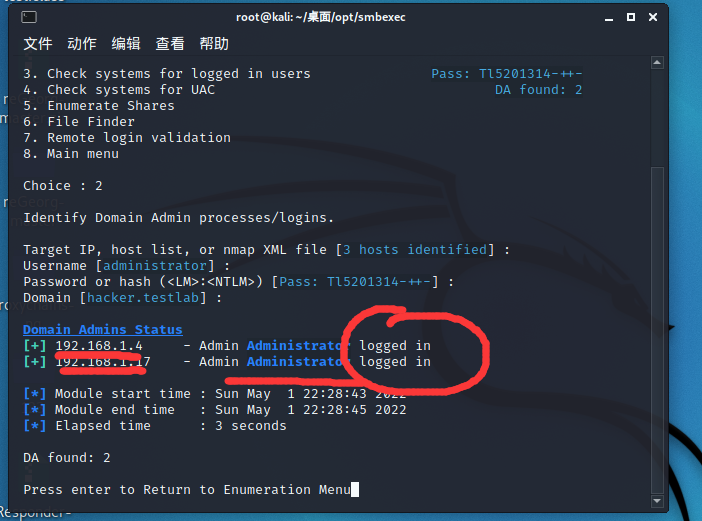 root@kali: ~/桌面/opt/smbexec
文件 动作 编辑 查看 帮助
3. Check systems for logged in users Pass: Tl5201314-++-
4. Check systems for UAC DA found: 2
5. Enumerate Shares
6. File Finder
7. Remote login validation
8. Main menu
Choice : 2
Identify Domain Admin processes/logins.
Target IP, host list, or nmap XML file [3 hosts identified] :
Username [administrator] :
Password or hash (<LM>:<NTLM>) [Pass: Tl5201314-++-] :
Domain [hacker.testlab] :
Domain Admins Status
[+] 192.168.1.4 - Admin Administrator logged in
[+] 192.168.1.17 - Admin Administrator logged in
[*] Module start time : Sun May 1 22:28:43 2022
[*] Module end time : Sun May 1 22:28:45 2022
[*] Elapsed time : 3 seconds
DA found: 2
Press enter to Return to Enumeration Menu
Responder-